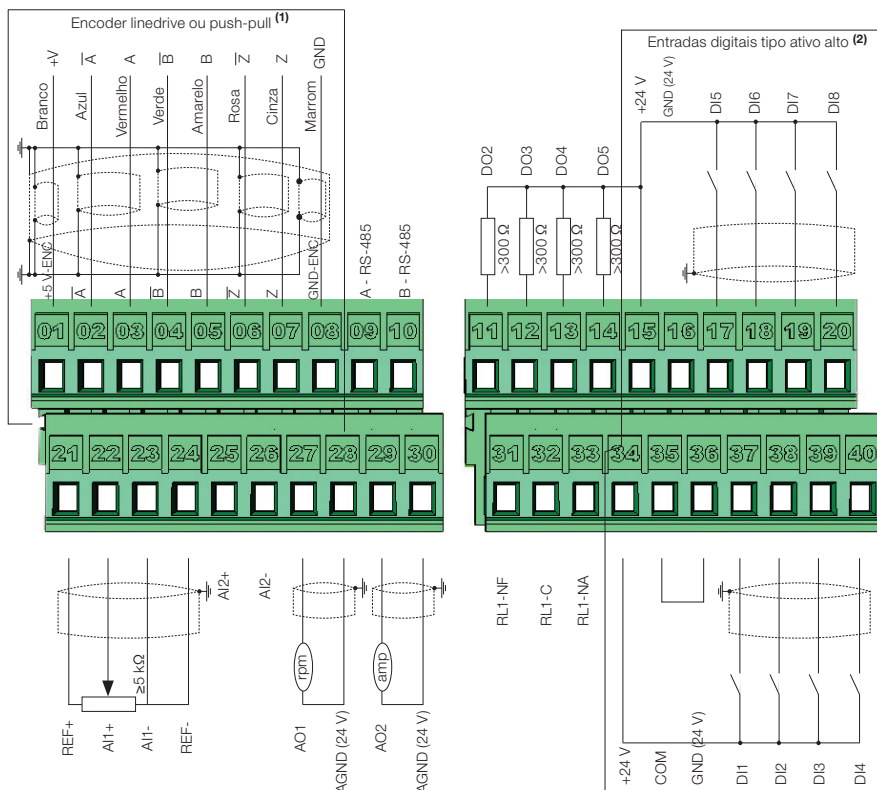 Encoder linedrive ou push-pull (1)
Entradas digitais tipo ativo alto (2)
+V
A
A
B
B
Z
Z
GND
Branco
Azul
Vermelho
Verde
Amarelo
Rosa
Cinza
Marrom
+5 V-ENC
A
A
B
B
Z
Z
GND-ENC
A - RS-485
B - RS-485
DO2
DO3
DO4
DO5
+24 V
GND (24 V)
DI5
DI6
DI7
DI8
>300 Ω
>300 Ω
>300 Ω
>300 Ω
01 02 03 04 05 06 07 08 09 10
11 12 13 14 15 16 17 18 19 20
21 22 23 24 25 26 27 28 29 30
31 32 33 34 35 36 37 38 39 40
AI2+
AI2-
≥5 kΩ
rpm
amp
REF+
AI1+
AI1-
REF-
AO1
AGND (24 V)
AO2
AGND (24 V)
RL1-NF
RL1-C
RL1-NA
+24 V
COM
GND (24 V)
DI1
DI2
DI3
DI4